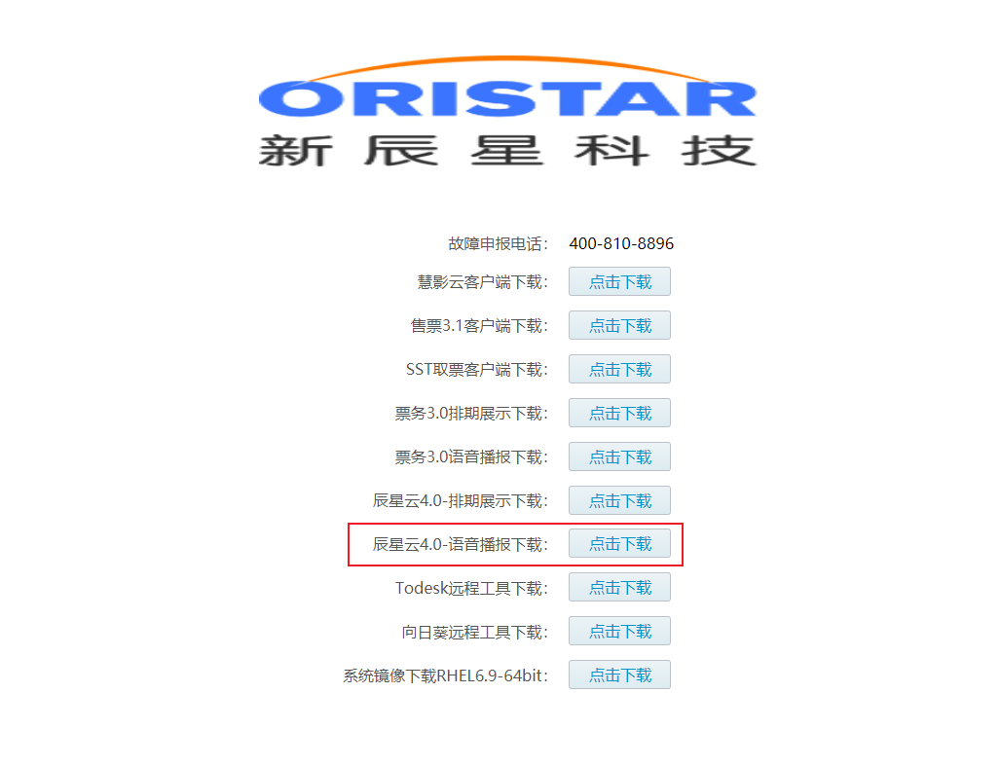 ORISTAR
新辰星科技
故障申报电话： 400-810-8896
慧影云客户端下载： 点击下载
售票3.1客户端下载： 点击下载
SST取票客户端下载： 点击下载
票务3.0排期展示下载： 点击下载
票务3.0语音播报下载： 点击下载
辰星云4.0-排期展示下载： 点击下载
辰星云4.0-语音播报下载： 点击下载
Todesk远程工具下载： 点击下载
向日葵远程工具下载： 点击下载
系统镜像下载RHEL6.9-64bit： 点击下载